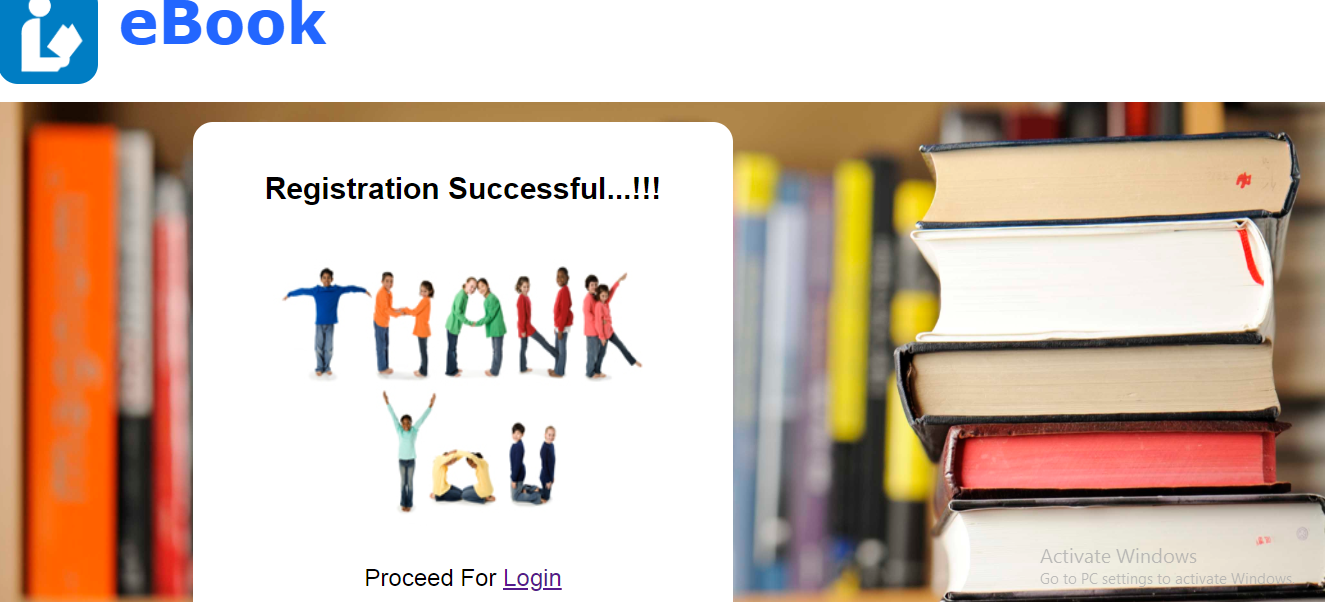 eBook
Registration Successful...!!!
THANK
YOU
Proceed For Login
Activate Windows
Go to PC settings to activate Windows.